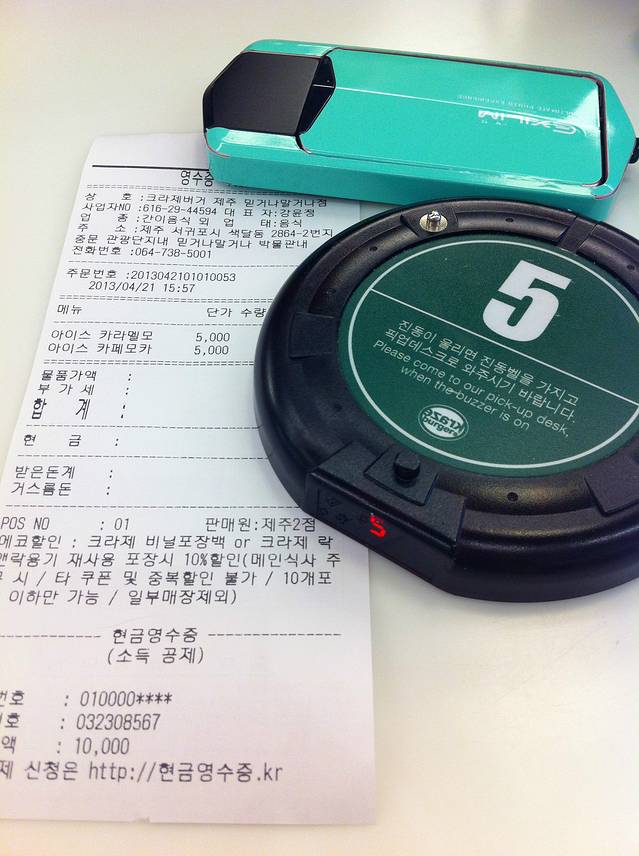 영수증
상 호 :크라제버거 제주 믿거나말거나점
사업자NO :616-29-44594 대 표 자:강윤정
업 종 :간이음식 외 업 태:음식
주 소 :제주 서귀포시 색달동 2864-2번지
중문 관광단지내 믿거나말거나 박물관내
전화번호 :064-738-5001
주문번호 :2013042101010053
2013/04/21 15:57
메뉴 단가 수량
아이스 카라멜모 5,000
아이스 카페모카 5,000
물품가액 :
부 가 세 :
합 계 :
현 금 :
받은돈계 :
거스름돈 :
POS NO : 01 판매원:제주2점
에코할인 : 크라제 비닐포장백 or 크라제 락
앤락용기 재사용 포장시 10%할인(메인식사 주
시 / 타 쿠폰 및 중복할인 불가 / 10개포
이하만 가능 / 일부매장제외)
현금영수증
(소득 공제)
번호 : 010000****
호 : 032308567
액 : 10,000
제 신청은 http://현금영수증.kr
EXILIM
ULTIMATE PHOTO EXPERIENCE
5
진동이 울리면 진동벨을 가지고
픽업데스크로 와주시기 바랍니다.
Please come to our pick-up desk,
when the buzzer is on
kraze
burgers
5